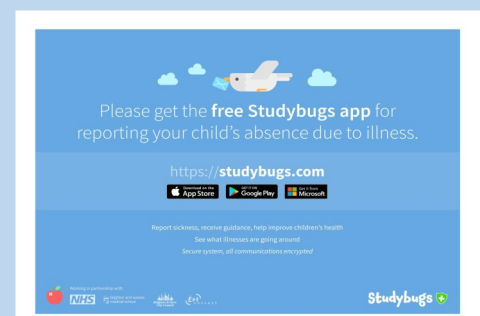 Please get the free Studybugs app for
reporting your child's absence due to illness.
https://studybugs.com
Download on the
App Store
GET IT ON
Google Play
Get it from
Microsoft
Report sickness, receive guidance, help improve children's health
See what illnesses are going around
Secure system, all communications encrypted
Working in partnership with:
NHS
Studybugs